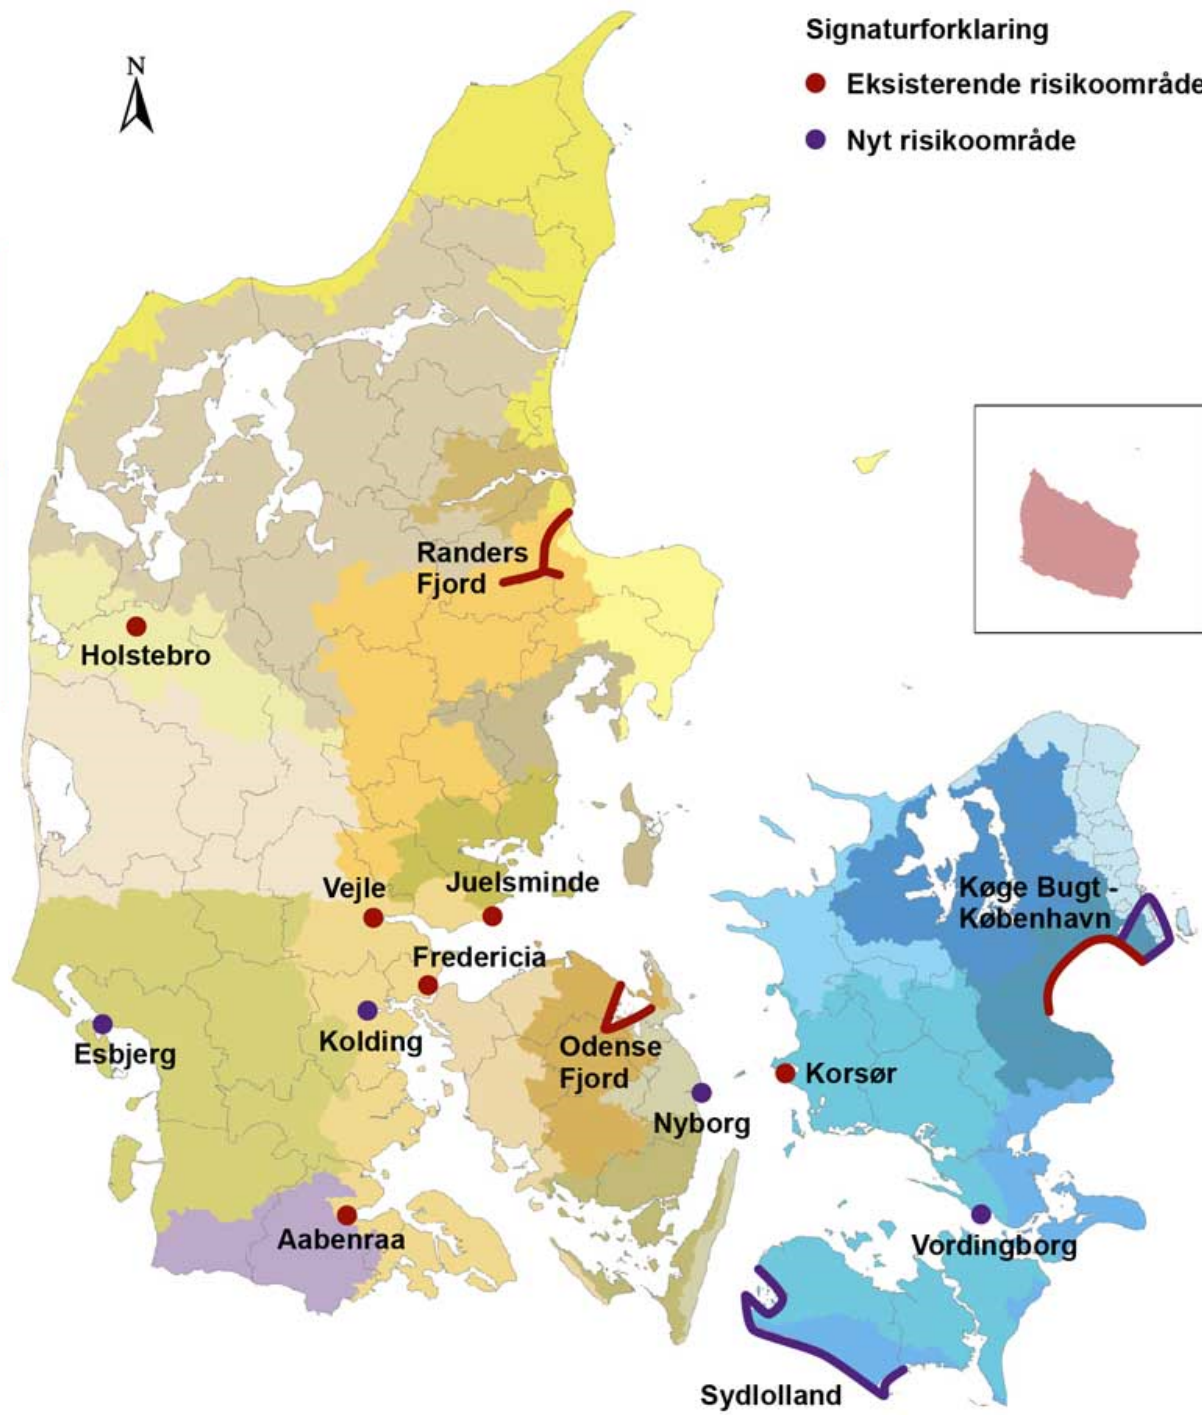 N
Signaturforklaring
Eksisterende risikoområde
Nyt risikoområde
Randers
Fjord
Holstebro
Vejle
Juelsminde
Køge Bugt -
København
Fredericia
Esbjerg
Kolding
Odense
Fjord
Korsør
Nyborg
Aabenraa
Vordingborg
Sydlolland